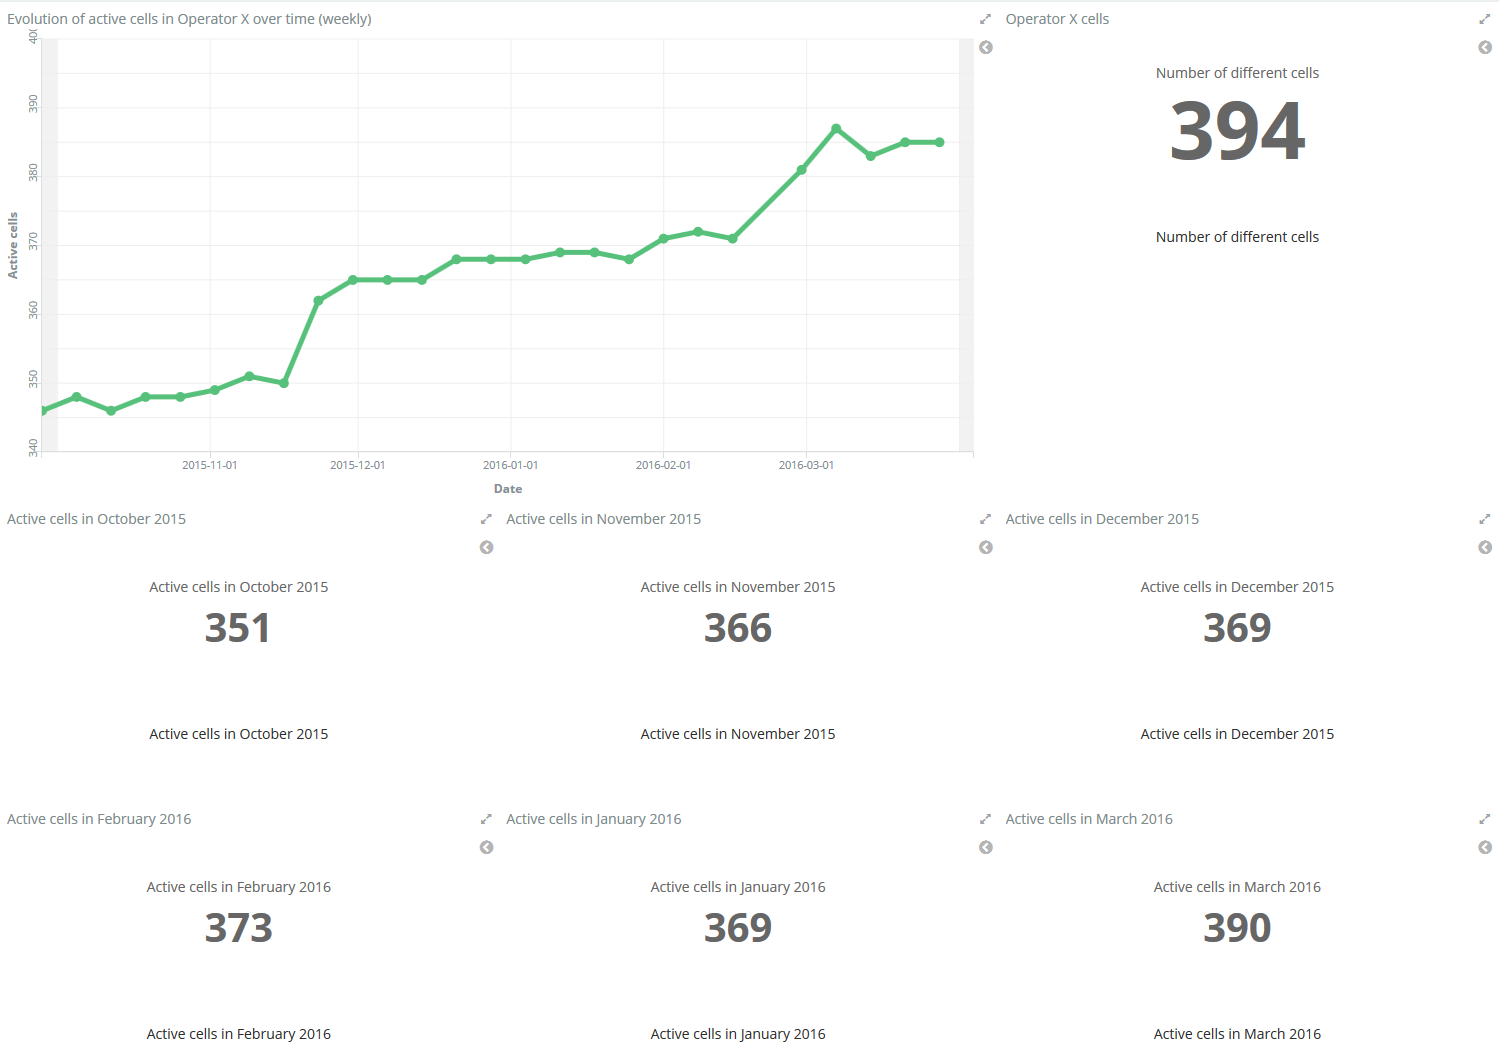 Evolution of active cells in Operator X over time (weekly)
Operator X cells
400
390
380
370
360
350
340
Active cells
2015-11-01
2015-12-01
2016-01-01
2016-02-01
2016-03-01
Date
Number of different cells
394
Number of different cells
Active cells in October 2015
Active cells in November 2015
Active cells in December 2015
Active cells in October 2015
351
Active cells in October 2015
Active cells in November 2015
366
Active cells in November 2015
Active cells in December 2015
369
Active cells in December 2015
Active cells in February 2016
Active cells in January 2016
Active cells in March 2016
Active cells in February 2016
373
Active cells in February 2016
Active cells in January 2016
369
Active cells in January 2016
Active cells in March 2016
390
Active cells in March 2016